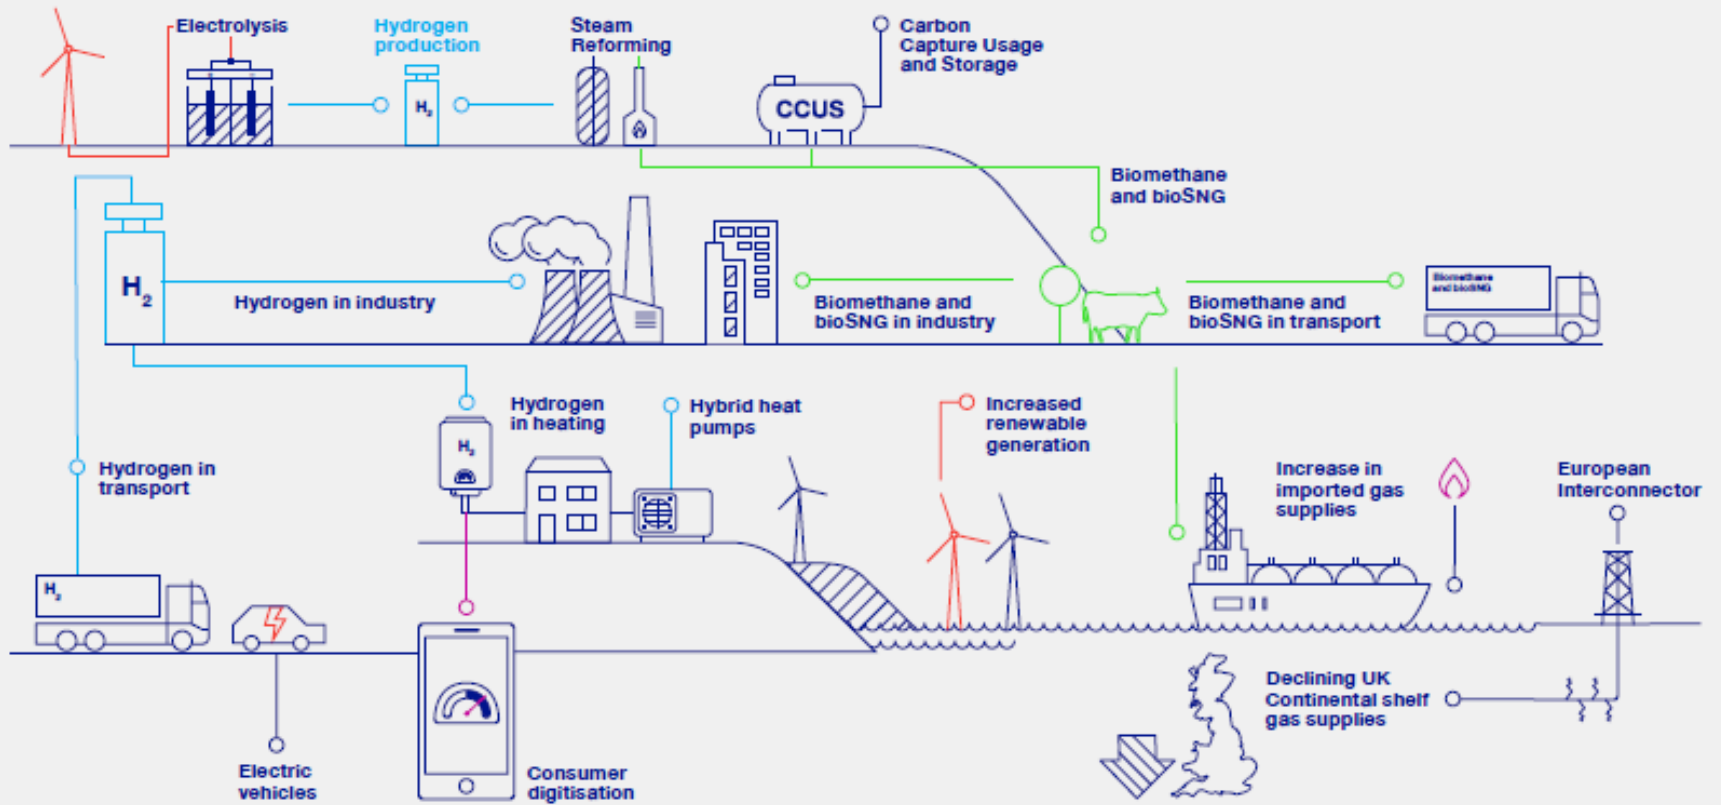 Electrolysis
Hydrogen
production
Steam
Reforming
Carbon
Capture Usage
and Storage
H₂
CCUS
Biomethane
and bioSNG
H₂
Hydrogen in industry
Biomethane and
bioSNG in industry
Biomethane and
bioSNG in transport
Biomethane
and bioSNG
Hydrogen
in heating
H₂
Hybrid heat
pumps
Increased
renewable
generation
Hydrogen in
transport
Increase in
imported gas
supplies
European
Interconnector
H₂
Declining UK
Continental shelf
gas supplies
Electric
vehicles
Consumer
digitisation